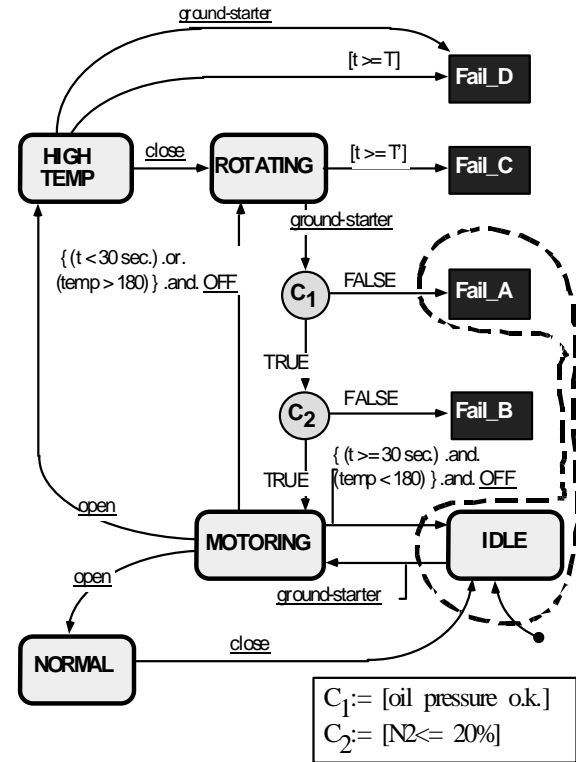 ground-starter
[t >= T]
Fail_D
HIGH
TEMP
close
ROTATING
[t >= T']
Fail_C
ground-starter
{ (t < 30 sec.) .or.
(temp > 180) } .and. OFF
C1
FALSE
Fail_A
TRUE
C2
FALSE
Fail_B
TRUE
{ (t >= 30 sec.) .and.
(temp < 180) } .and. OFF
open
MOTORING
IDLE
open
ground-starter
NORMAL
close
C1:= [oil pressure o.k.]
C2:= [N2<= 20%]